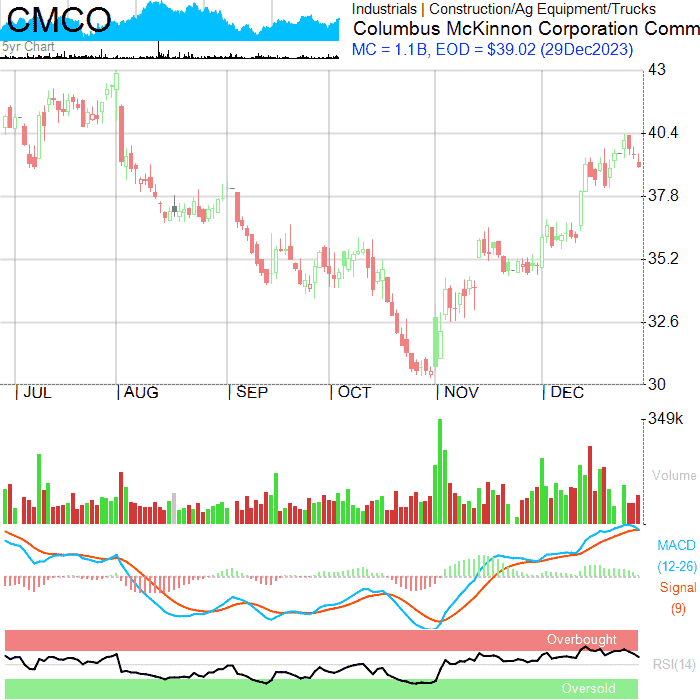 CMCO
5yr Chart
Industrials | Construction/Ag Equipment/Trucks
Columbus McKinnon Corporation Comm
MC = 1.1B, EOD = $39.02 (29Dec2023)
43
40.4
37.8
35.2
32.6
30
JUL AUG SEP OCT NOV DEC
349k
Volume
MACD
(12-26)
Signal
(9)
Overbought
RSI(14)
Oversold